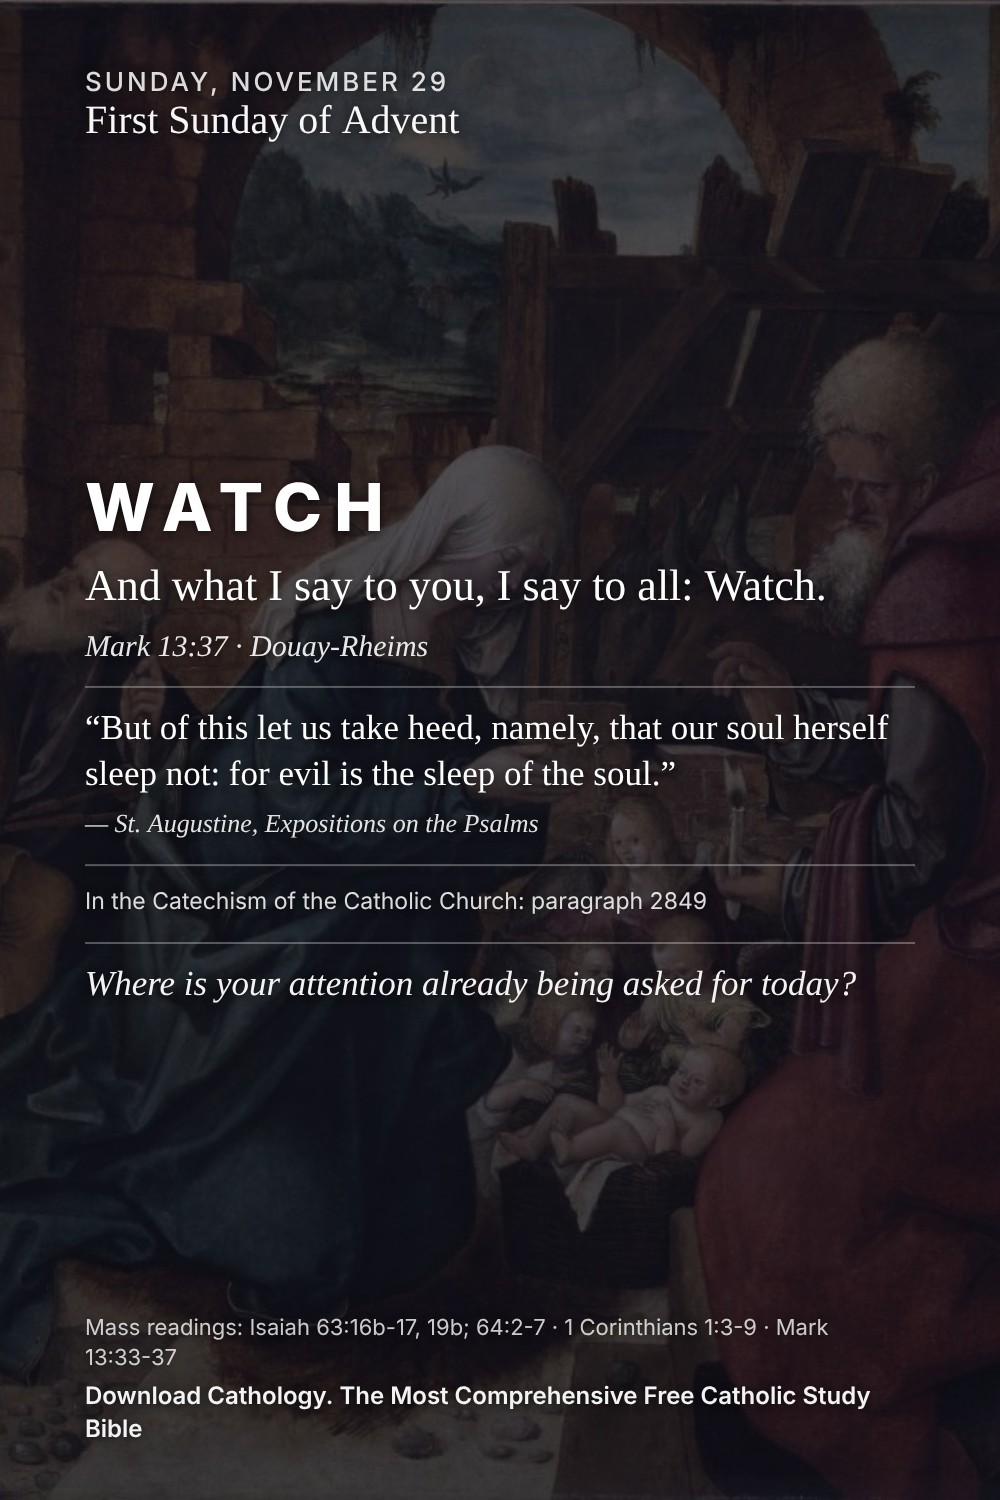 SUNDAY, NOVEMBER 29
First Sunday of Advent
WATCH
And what I say to you, I say to all: Watch.
Mark 13:37 · Douay-Rheims
“But of this let us take heed, namely, that our soul herself
sleep not: for evil is the sleep of the soul.”
— St. Augustine, Expositions on the Psalms
In the Catechism of the Catholic Church: paragraph 2849
Where is your attention already being asked for today?
Mass readings: Isaiah 63:16b-17, 19b; 64:2-7 · 1 Corinthians 1:3-9 · Mark
13:33-37
Download Cathology. The Most Comprehensive Free Catholic Study
Bible